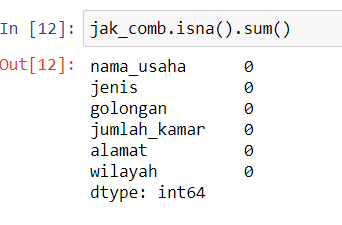 In [12]: jak_comb.isna().sum()
Out[12]: nama_usaha 0
jenis 0
golongan 0
jumlah_kamar 0
alamat 0
wilayah 0
dtype: int64